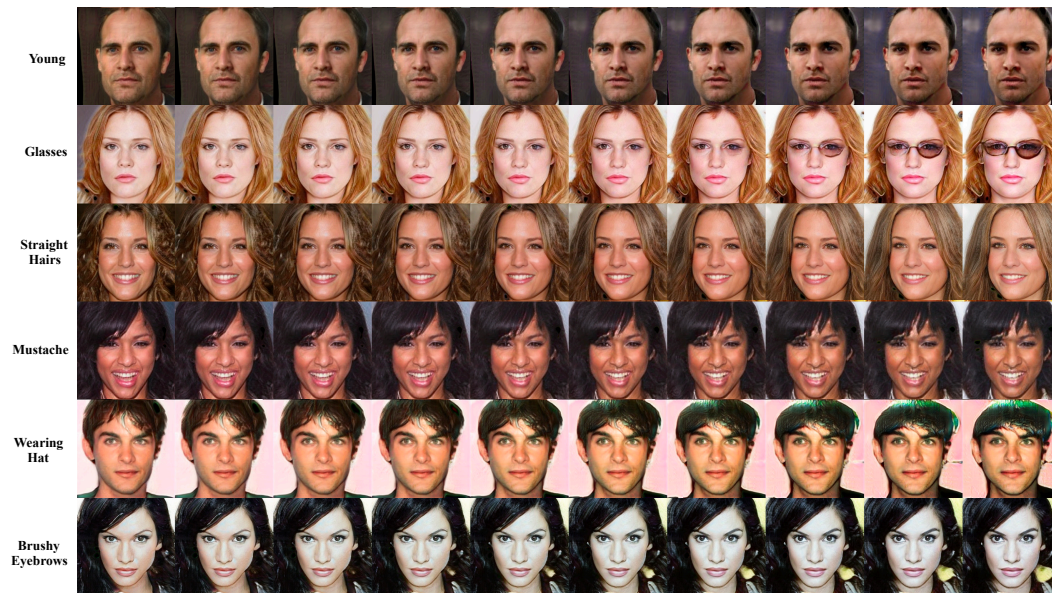 Young
Glasses
Straight
Hairs
Mustache
Wearing
Hat
Brushy
Eyebrows